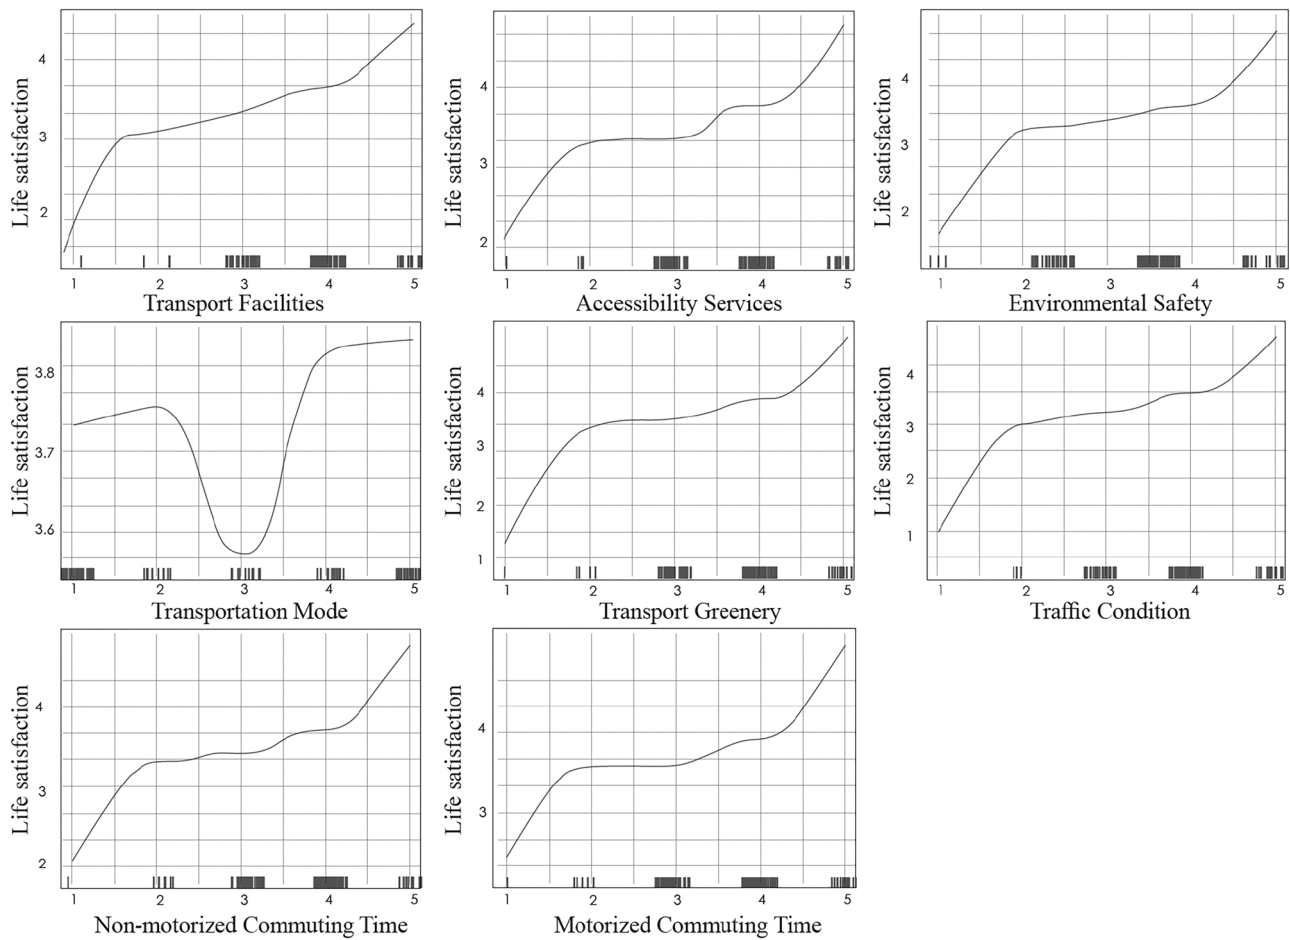 Life satisfaction
4
3
2
1 2 3 4 5
Transport Facilities
Life satisfaction
4
3
2
1 2 3 4 5
Accessibility Services
Life satisfaction
4
3
2
1 2 3 4 5
Environmental Safety
Life satisfaction
3.8
3.7
3.6
1 2 3 4 5
Transportation Mode
Life satisfaction
4
3
2
1
1 2 3 4 5
Transport Greenery
Life satisfaction
4
3
2
1
1 2 3 4 5
Traffic Condition
Life satisfaction
4
3
2
1 2 3 4 5
Non-motorized Commuting Time
Life satisfaction
4
3
1 2 3 4 5
Motorized Commuting Time